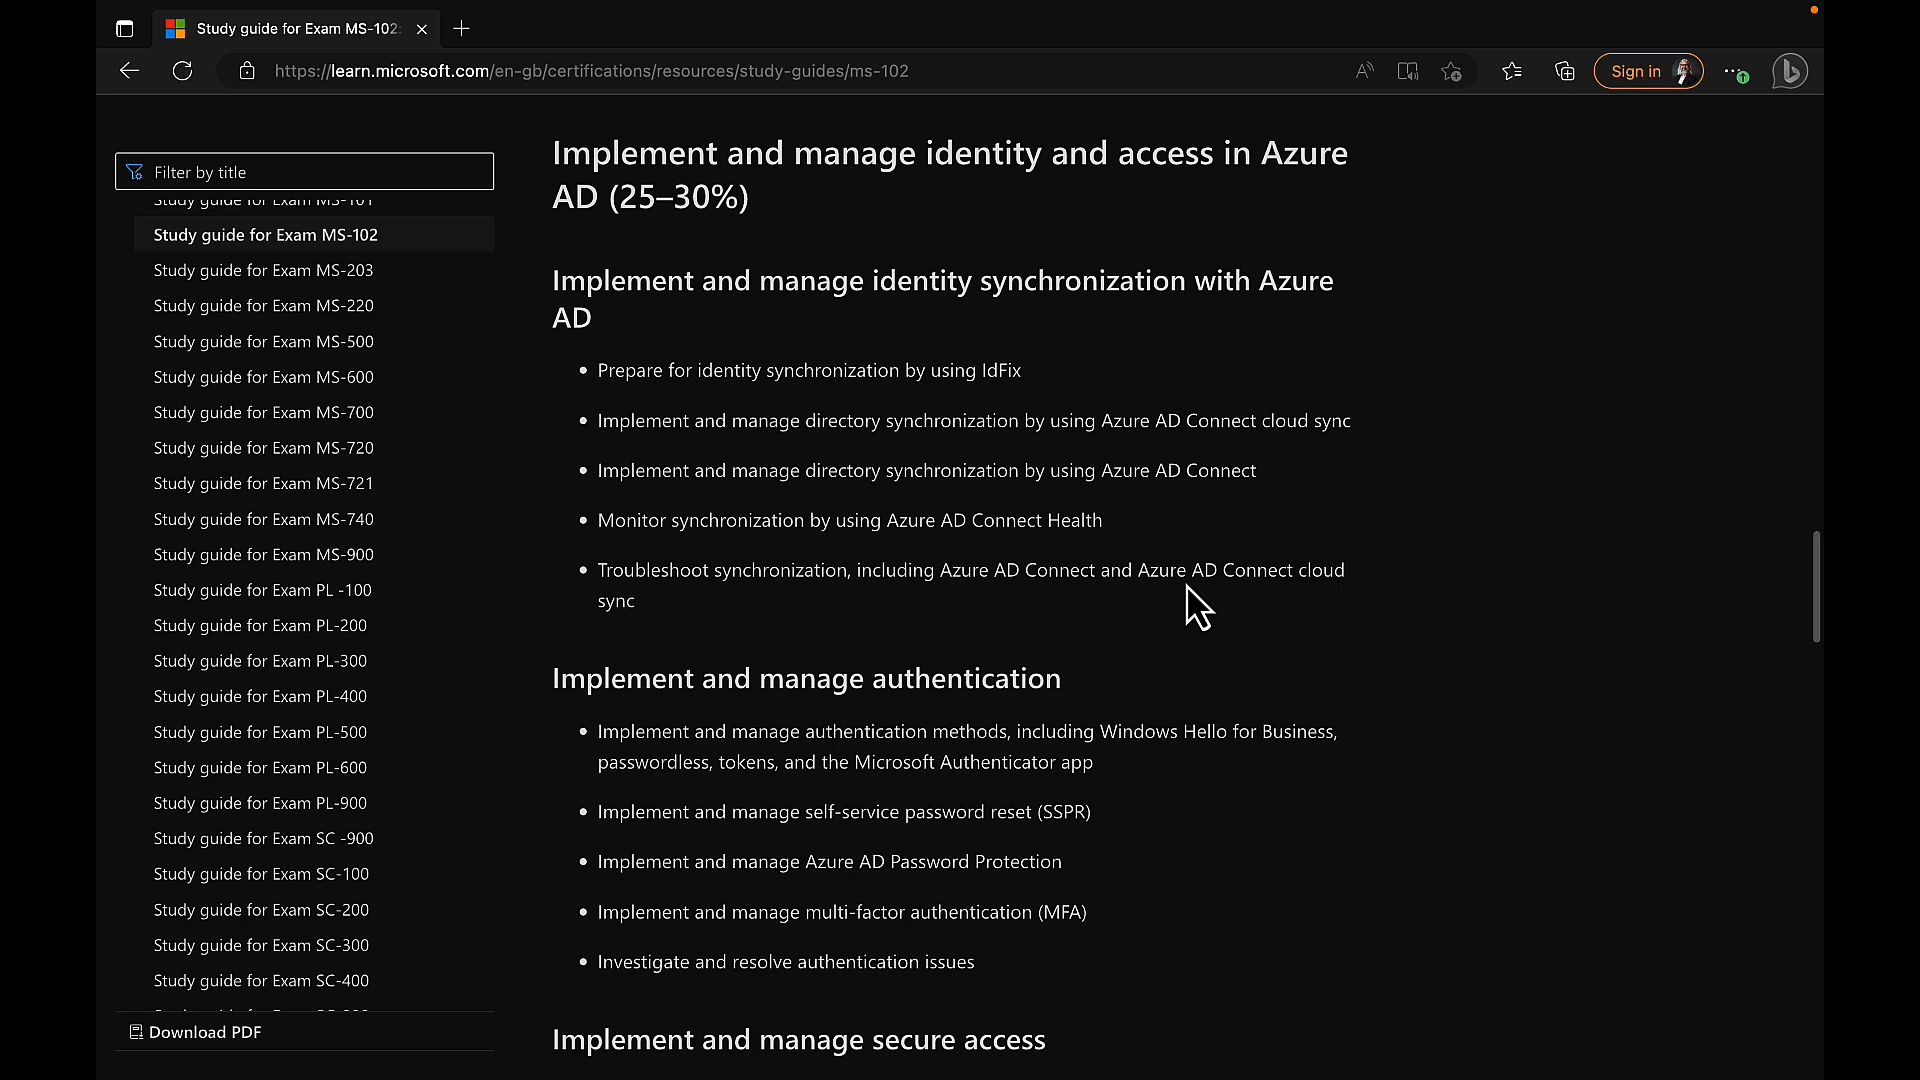 Study guide for Exam MS-102:
https://learn.microsoft.com/en-gb/certifications/resources/study-guides/ms-102
Sign in
Filter by title
Study guide for Exam MS-101
Study guide for Exam MS-102
Study guide for Exam MS-203
Study guide for Exam MS-220
Study guide for Exam MS-500
Study guide for Exam MS-600
Study guide for Exam MS-700
Study guide for Exam MS-720
Study guide for Exam MS-721
Study guide for Exam MS-740
Study guide for Exam MS-900
Study guide for Exam PL -100
Study guide for Exam PL-200
Study guide for Exam PL-300
Study guide for Exam PL-400
Study guide for Exam PL-500
Study guide for Exam PL-600
Study guide for Exam PL-900
Study guide for Exam SC -900
Study guide for Exam SC-100
Study guide for Exam SC-200
Study guide for Exam SC-300
Study guide for Exam SC-400
Download PDF
Implement and manage identity and access in Azure
AD (25–30%)
Implement and manage identity synchronization with Azure
AD
• Prepare for identity synchronization by using IdFix
• Implement and manage directory synchronization by using Azure AD Connect cloud sync
• Implement and manage directory synchronization by using Azure AD Connect
• Monitor synchronization by using Azure AD Connect Health
• Troubleshoot synchronization, including Azure AD Connect and Azure AD Connect cloud
sync
Implement and manage authentication
• Implement and manage authentication methods, including Windows Hello for Business,
passwordless, tokens, and the Microsoft Authenticator app
• Implement and manage self-service password reset (SSPR)
• Implement and manage Azure AD Password Protection
• Implement and manage multi-factor authentication (MFA)
• Investigate and resolve authentication issues
Implement and manage secure access